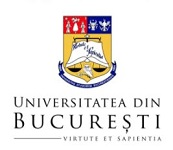 UNIVERSITATEA DIN
BUCUREȘTI
VIRTUTE ET SAPIENTIA